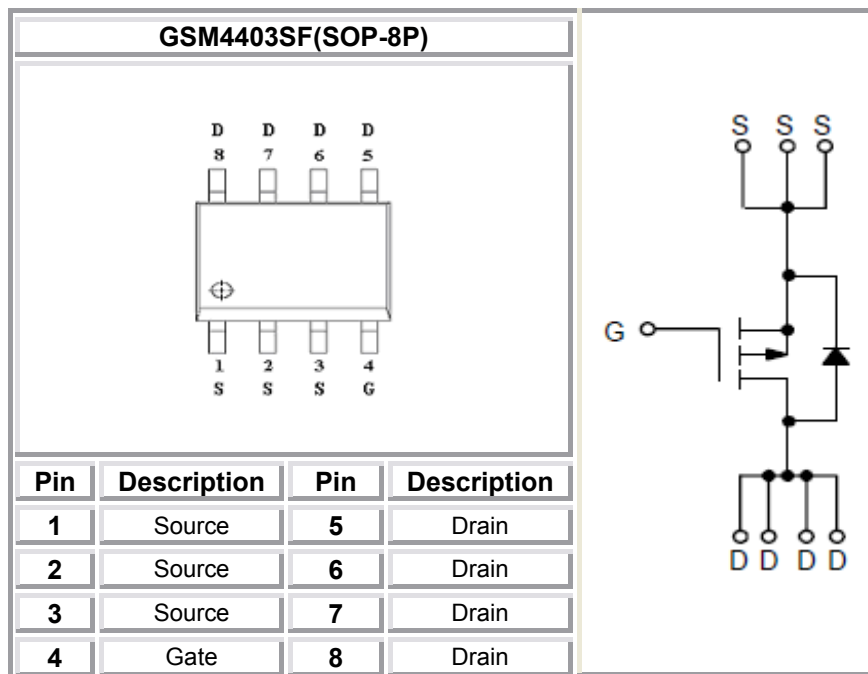 GSM4403SF(SOP-8P)
D D D D
8 7 6 5
1 2 3 4
S S S G
Pin Description Pin Description
1 Source 5 Drain
2 Source 6 Drain
3 Source 7 Drain
4 Gate 8 Drain
S S S
G
D D D D